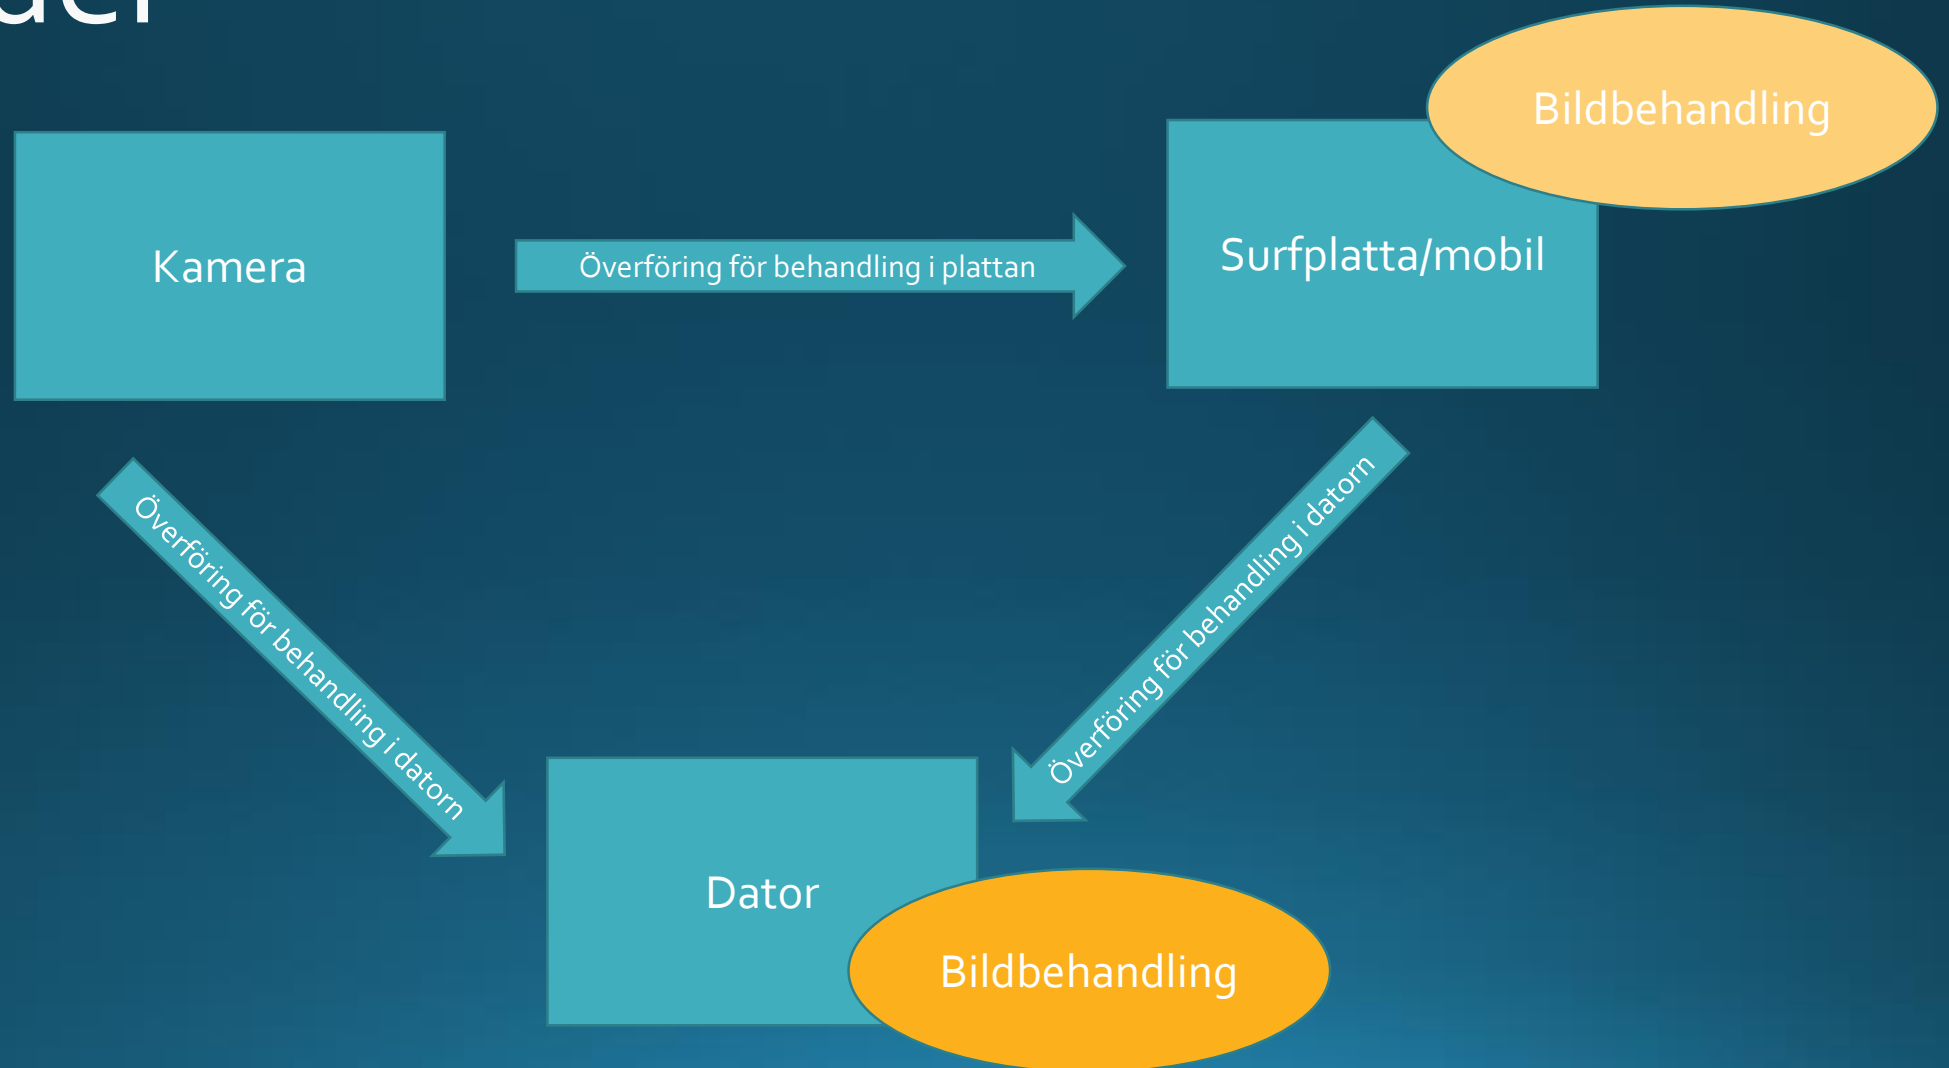 Bildbehandling
Kamera
Överföring för behandling i plattan
Surfplatta/mobil
Överföring för behandling i datorn
Överföring för behandling i datorn
Dator
Bildbehandling